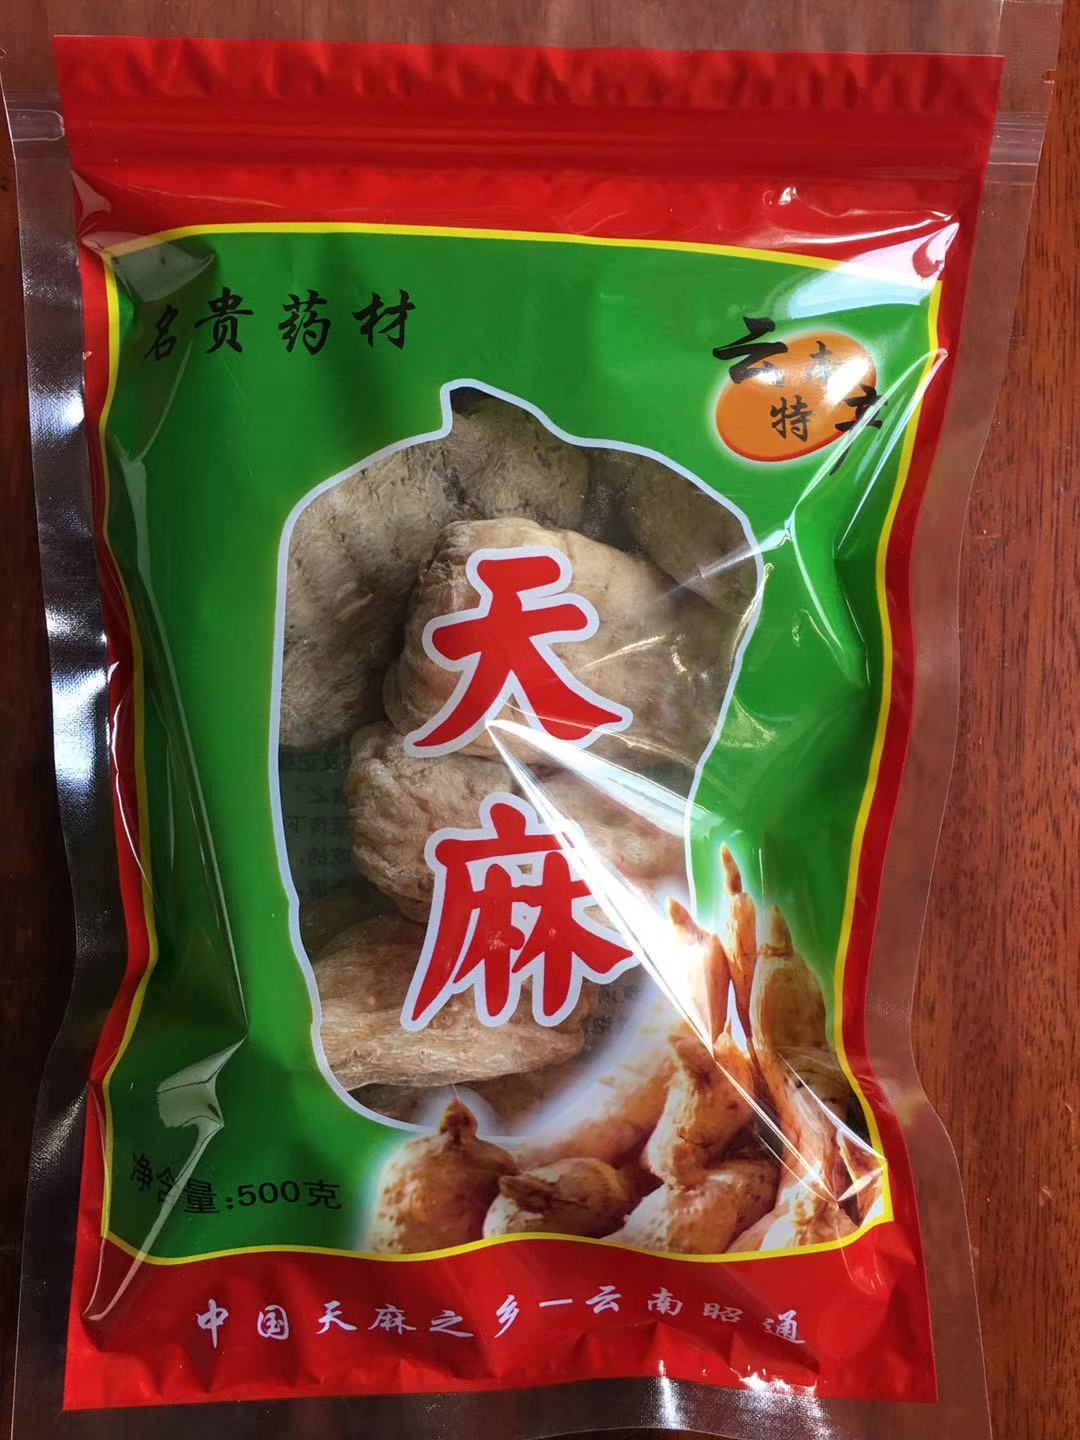 名贵药材
云南
特产
天
麻
净含量:500克
中国天麻之乡—云南昭通